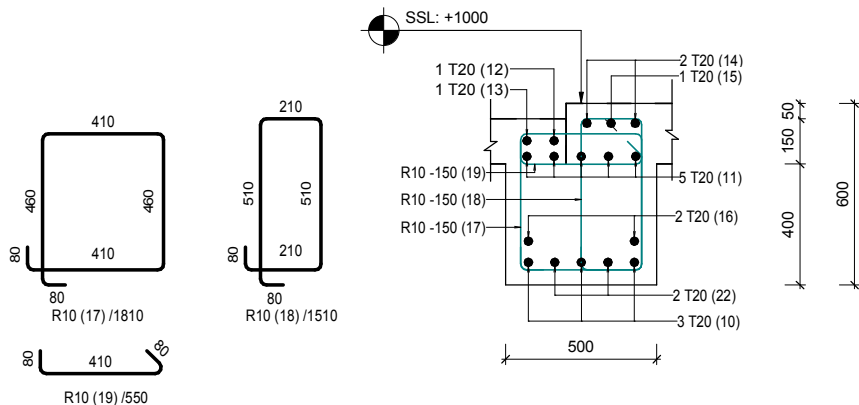 SSL: +1000
2 T20 (14)
1 T20 (12)
1 T20 (15)
1 T20 (13)
R10 -150 (19)
5 T20 (11)
R10 -150 (18)
2 T20 (16)
R10 -150 (17)
2 T20 (22)
3 T20 (10)
500
50
150
400
600
410
460
460
410
80
80
R10 (17) /1810
210
510
510
210
80
80
R10 (18) /1510
80
410
80
R10 (19) /550